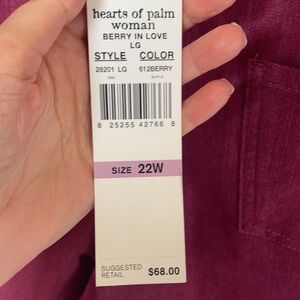 hearts of palm
woman
BERRY IN LOVE
LG
STYLE COLOR
28201 LG 612BERRY
8 25255 42766 8
SIZE 22W
SUGGESTED
RETAIL $68.00